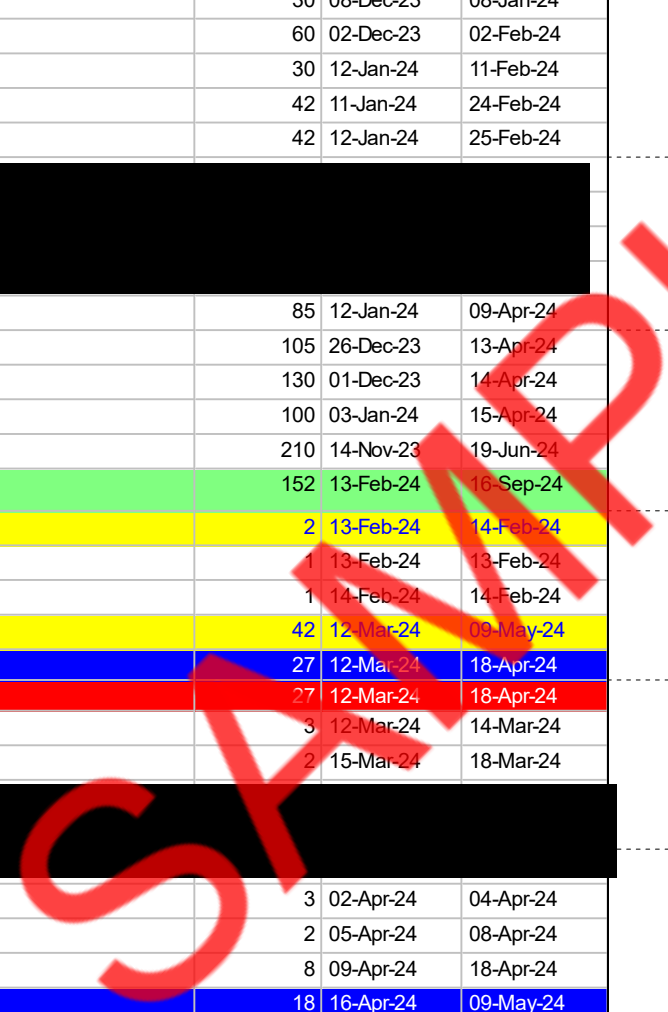 30 08-Dec-23 08-Jan-24
60 02-Dec-23 02-Feb-24
30 12-Jan-24 11-Feb-24
42 11-Jan-24 24-Feb-24
42 12-Jan-24 25-Feb-24
85 12-Jan-24 09-Apr-24
105 26-Dec-23 13-Apr-24
130 01-Dec-23 14-Apr-24
100 03-Jan-24 15-Apr-24
210 14-Nov-23 19-Jun-24
152 13-Feb-24 16-Sep-24
2 13-Feb-24 14-Feb-24
1 13-Feb-24 13-Feb-24
1 14-Feb-24 14-Feb-24
42 12-Mar-24 09-May-24
27 12-Mar-24 18-Apr-24
27 12-Mar-24 18-Apr-24
3 12-Mar-24 14-Mar-24
2 15-Mar-24 18-Mar-24
3 02-Apr-24 04-Apr-24
2 05-Apr-24 08-Apr-24
8 09-Apr-24 18-Apr-24
18 16-Apr-24 09-May-24
SAMP